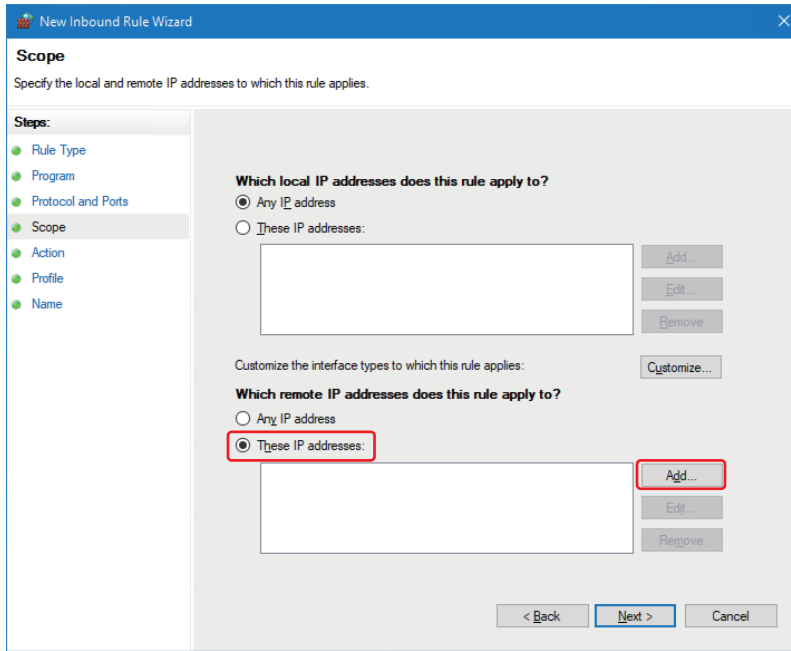 New Inbound Rule Wizard
Scope
Specify the local and remote IP addresses to which this rule applies.
Steps:
Rule Type
Program
Protocol and Ports
Scope
Action
Profile
Name
Which local IP addresses does this rule apply to?
Any IP address
These IP addresses:
Add...
Edit...
Remove
Customize the interface types to which this rule applies:
Customize...
Which remote IP addresses does this rule apply to?
Any IP address
These IP addresses:
Add...
Edit...
Remove
< Back
Next >
Cancel